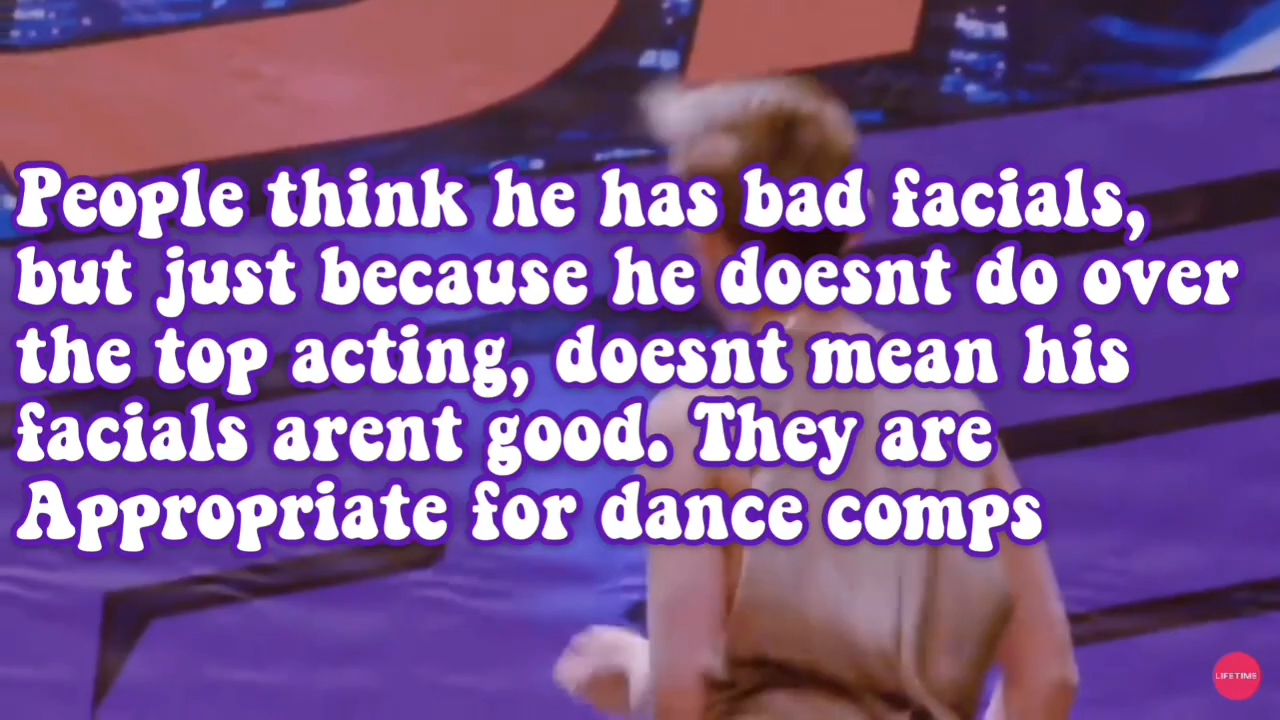 People think he has bad facials,
but just because he doesnt do over
the top acting, doesnt mean his
facials arent good. They are
Appropriate for dance comps
LIFETIME